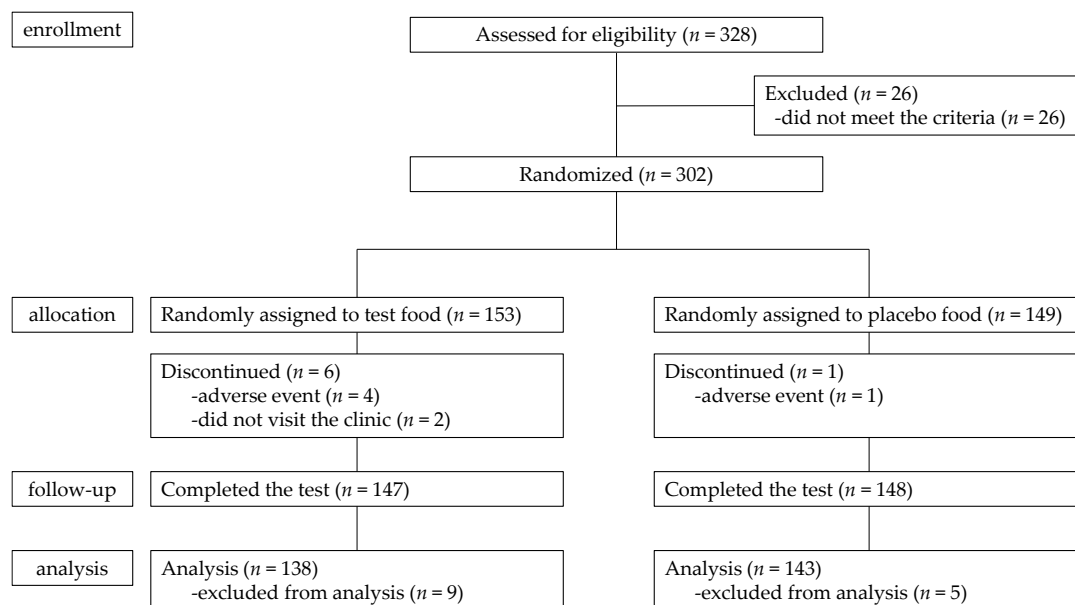 enrollment
Assessed for eligibility (n = 328)
Excluded (n = 26)
-did not meet the criteria (n = 26)
Randomized (n = 302)
allocation
Randomly assigned to test food (n = 153)
Randomly assigned to placebo food (n = 149)
Discontinued (n = 6)
-adverse event (n = 4)
-did not visit the clinic (n = 2)
Discontinued (n = 1)
-adverse event (n = 1)
follow-up
Completed the test (n = 147)
Completed the test (n = 148)
analysis
Analysis (n = 138)
-excluded from analysis (n = 9)
Analysis (n = 143)
-excluded from analysis (n = 5)